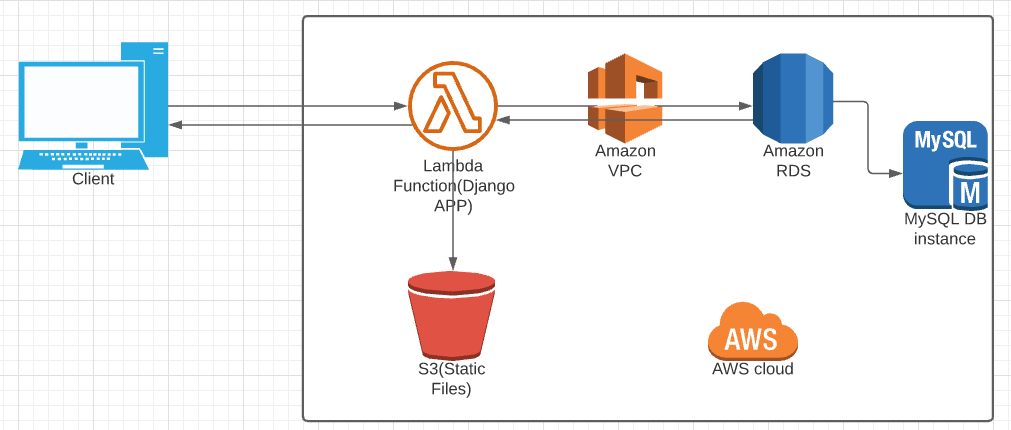 Client
Lambda
Function(Django
APP)
Amazon
VPC
Amazon
RDS
MySQL
M
MySQL DB
instance
S3(Static
Files)
AWS
AWS cloud